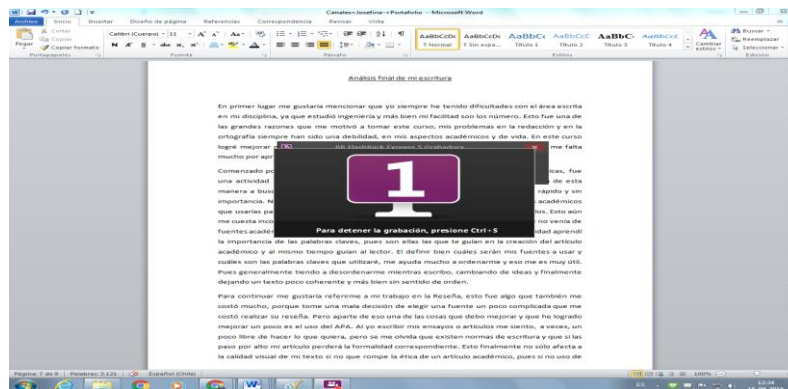 Canales+Josefina+Portafolio - Microsoft Word
Archivo Inicio Insertar Diseño de página Referencias Correspondencia Revisar Vista
Cortar
Copiar
Copiar formato
Pegar
Calibri (Cuerpo) 11
AaBbCcDc AaBbCcDc AaBbC AaBbCc AaBbC AaBbCcI
Normal Sin espa... Título 1 Título 2 Título 3 Título 4
Cambiar estilos
Buscar
Reemplazar
Seleccionar
Portapapeles Fuente Párrafo Estilos Edición
Análisis final de mi escritura
En primer lugar me gustaría mencionar que yo siempre he tenido dificultades con el área escrita
en mi disciplina, ya que estudió ingeniería y más bien mi facilitad son los número. Esto fue una de
las grandes razones que me motivó a tomar este curso, mis problemas en la redacción y en la
ortografía siempre han sido una debilidad, en mis aspectos académicos y de vida. En este curso
logré mejorar me falta
mucho por apr
BB FlashBack Express 5 Grabadora
1
Para detener la grabación, presione Ctrl+S
Comenzado po icas, fue
una actividad de esta
manera a busc rápido y sin
importancia. N académicos
que usarías pa los. Esto aún
me cuesta inco no venía de
fuentes acadé idad aprendí
la importancia de las palabras claves, pues son ellas las que te guían en la creación del artículo
académico y al mismo tiempo guían al lector. El definir bien cuáles serán mis fuentes a usar y
cuáles son las palabras claves que utilizaré, me ayuda mucho a ordenarme y eso me es muy útil.
Pues generalmente tiendo a desordenarme mientras escribo, cambiando de ideas y finalmente
dejando un texto poco coherente y más bien sin sentido de orden.
Para continuar me gustaría referirme a mi trabajo en la Reseña, esto fue algo que también me
costó mucho, porque tome una mala decisión de elegir una fuente un poco complicada que me
costó realizar su reseña. Pero aparte de eso una de las cosas que debo mejorar y que he logrado
mejorar un poco es el uso del APA. Al yo escribir mis ensayos o artículos me siento, a veces, un
poco libre de hacer lo que quiera, pero se me olvida que existen normas de escritura y que si las
paso por alto mi artículo perderá la formalidad correspondiente. Esto finalmente no solo afecta a
la calidad visual de mi texto si no que rompe la ética de un artículo académico, pues si no uso de
Página: 7 de 9 Palabras: 3.121 Español (Chile) 100%
ES 12:34